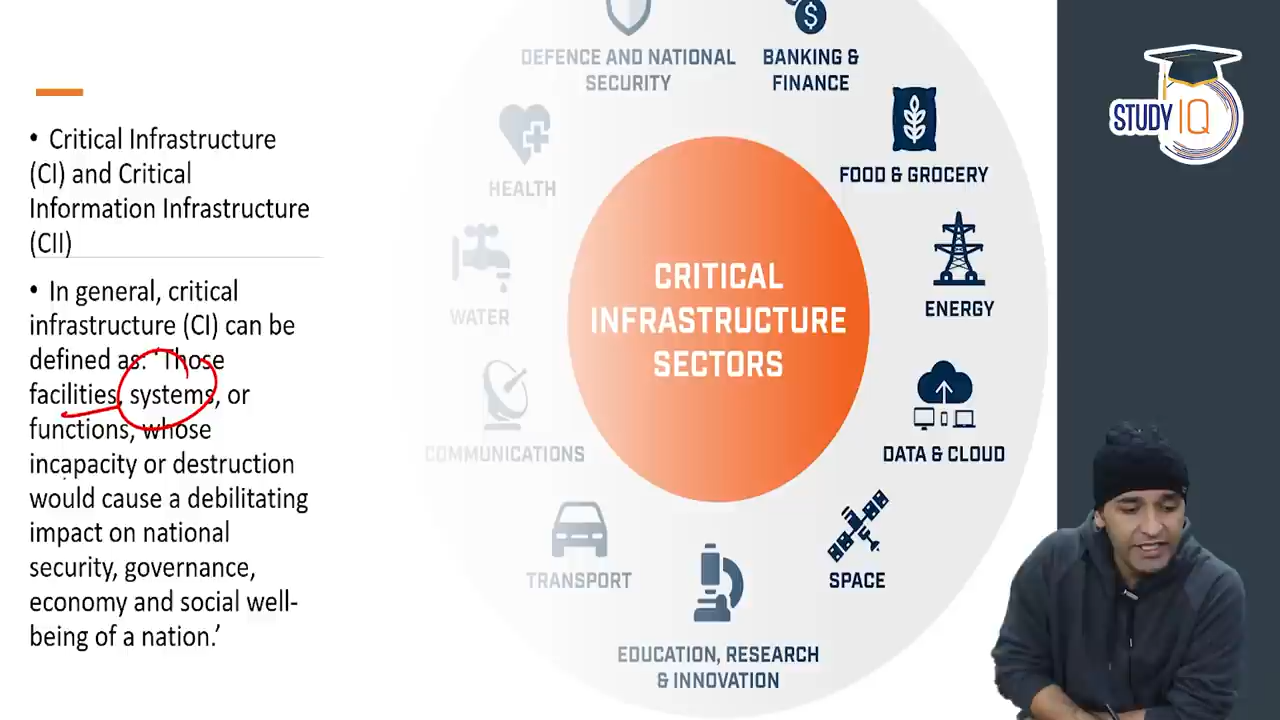 • Critical Infrastructure
(CI) and Critical
Information Infrastructure
(CII)
• In general, critical
infrastructure (CI) can be
defined as: ‘Those
facilities, systems, or
functions, whose
incapacity or destruction
would cause a debilitating
impact on national
security, governance,
economy and social well-
being of a nation.’
DEFENCE AND NATIONAL
SECURITY
BANKING &
FINANCE
HEALTH
FOOD & GROCERY
WATER
ENERGY
CRITICAL
INFRASTRUCTURE
SECTORS
COMMUNICATIONS
DATA & CLOUD
TRANSPORT
SPACE
EDUCATION, RESEARCH
& INNOVATION
STUDY IQ